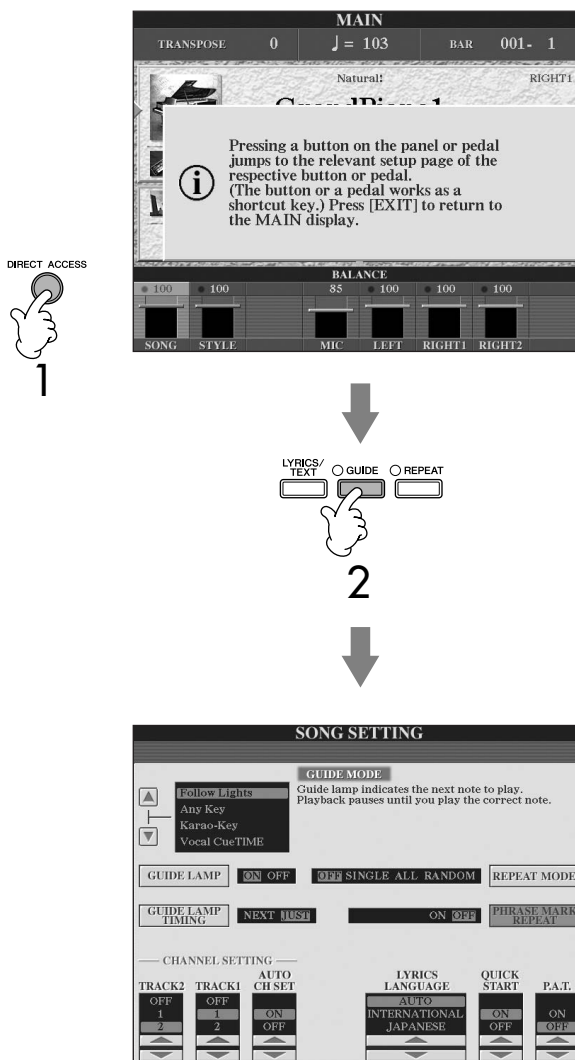 MAIN
TRANSPOSE 0 ♩= 103 BAR 001- 1
Natural! RIGHT1
Pressing a button on the panel or pedal
jumps to the relevant setup page of the
respective button or pedal.
(The button or a pedal works as a
shortcut key.) Press [EXIT] to return to
the MAIN display.
DIRECT ACCESS
1
BALANCE
100 100 85 100 100 100
SONG STYLE MIC LEFT RIGHT1 RIGHT2
LYRICS/
TEXT GUIDE REPEAT
2
SONG SETTING
GUIDE MODE
Follow Lights
Any Key
Karao-Key
Vocal CueTIME
Guide lamp indicates the next note to play.
Playback pauses until you play the correct note.
GUIDE LAMP ON OFF OFF SINGLE ALL RANDOM REPEAT MODE
GUIDE LAMP
TIMING NEXT JUST ON OFF PHRASE MARK
REPEAT
CHANNEL SETTING
TRACK2 TRACK1 AUTO
CH SET LYRICS
LANGUAGE QUICK
START P.A.T.
OFF OFF AUTO
1 1 ON INTERNATIONAL ON ON
2 2 OFF JAPANESE OFF OFF